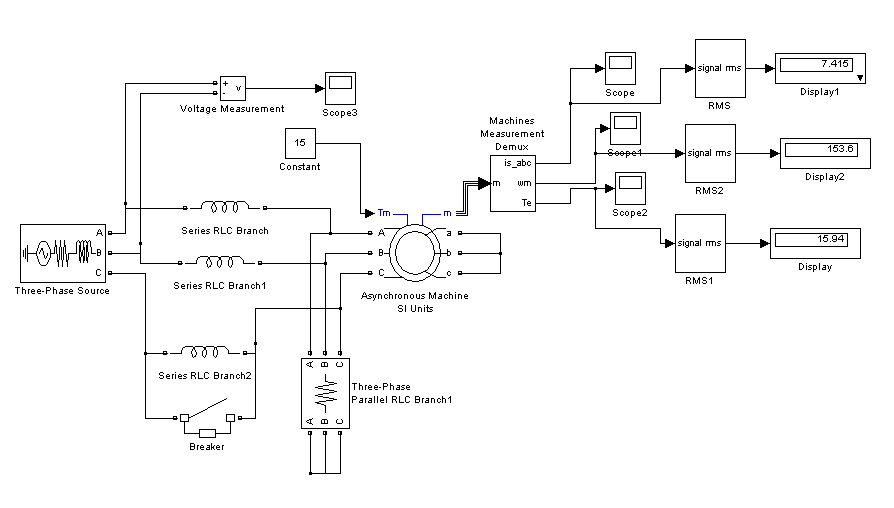 +
-
v
Voltage Measurement
Scope3
15
Constant
Scope
signal rms
RMS
7.415
Display1
Machines
Measurement
Demux
m
is_abc
wm
Te
Scope1
signal rms
RMS2
153.6
Display2
Scope2
signal rms
RMS1
15.94
Display
A
B
C
Three-Phase Source
Series RLC Branch
Series RLC Branch1
Tm
m
A
B
C
a
b
c
Asynchronous Machine
SI Units
Series RLC Branch2
Breaker
A
B
C
Three-Phase
Parallel RLC Branch1
A
B
C